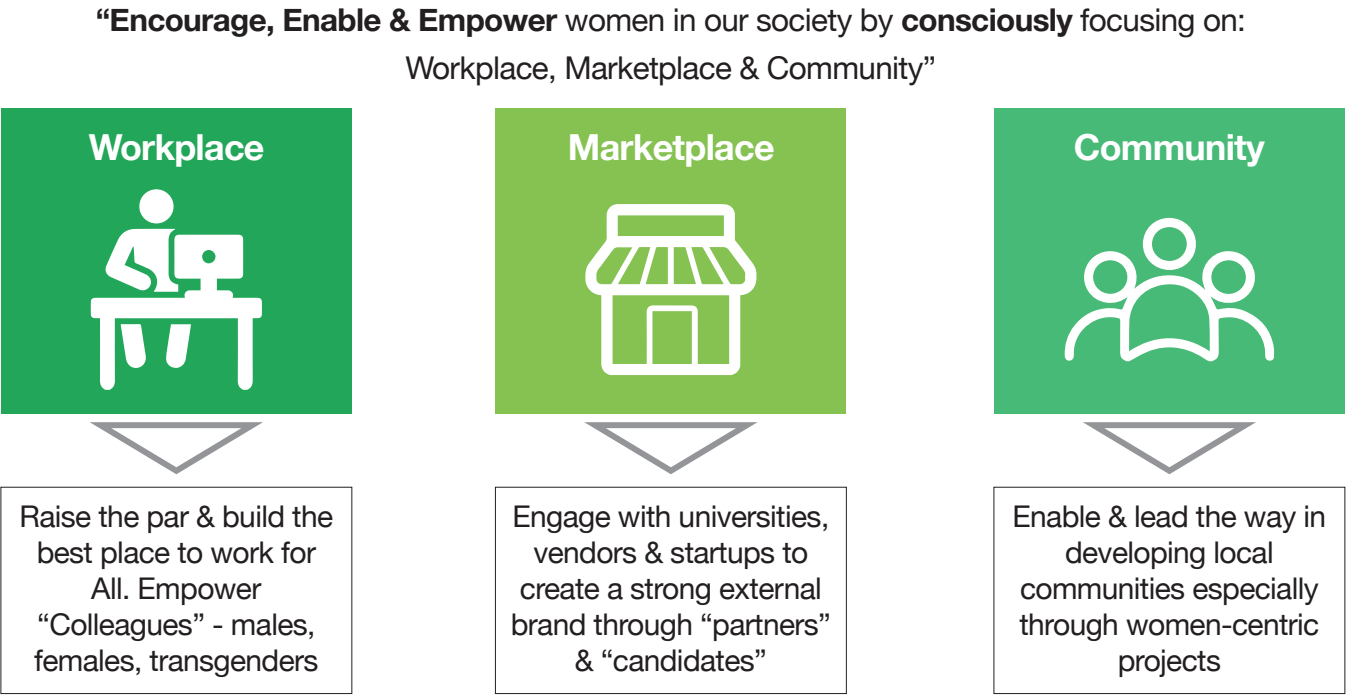 “Encourage, Enable & Empower women in our society by consciously focusing on:
Workplace, Marketplace & Community”
Workplace
Raise the par & build the
best place to work for
All. Empower
“Colleagues” - males,
females, transgenders
Marketplace
Engage with universities,
vendors & startups to
create a strong external
brand through “partners”
& “candidates”
Community
Enable & lead the way in
developing local
communities especially
through women-centric
projects